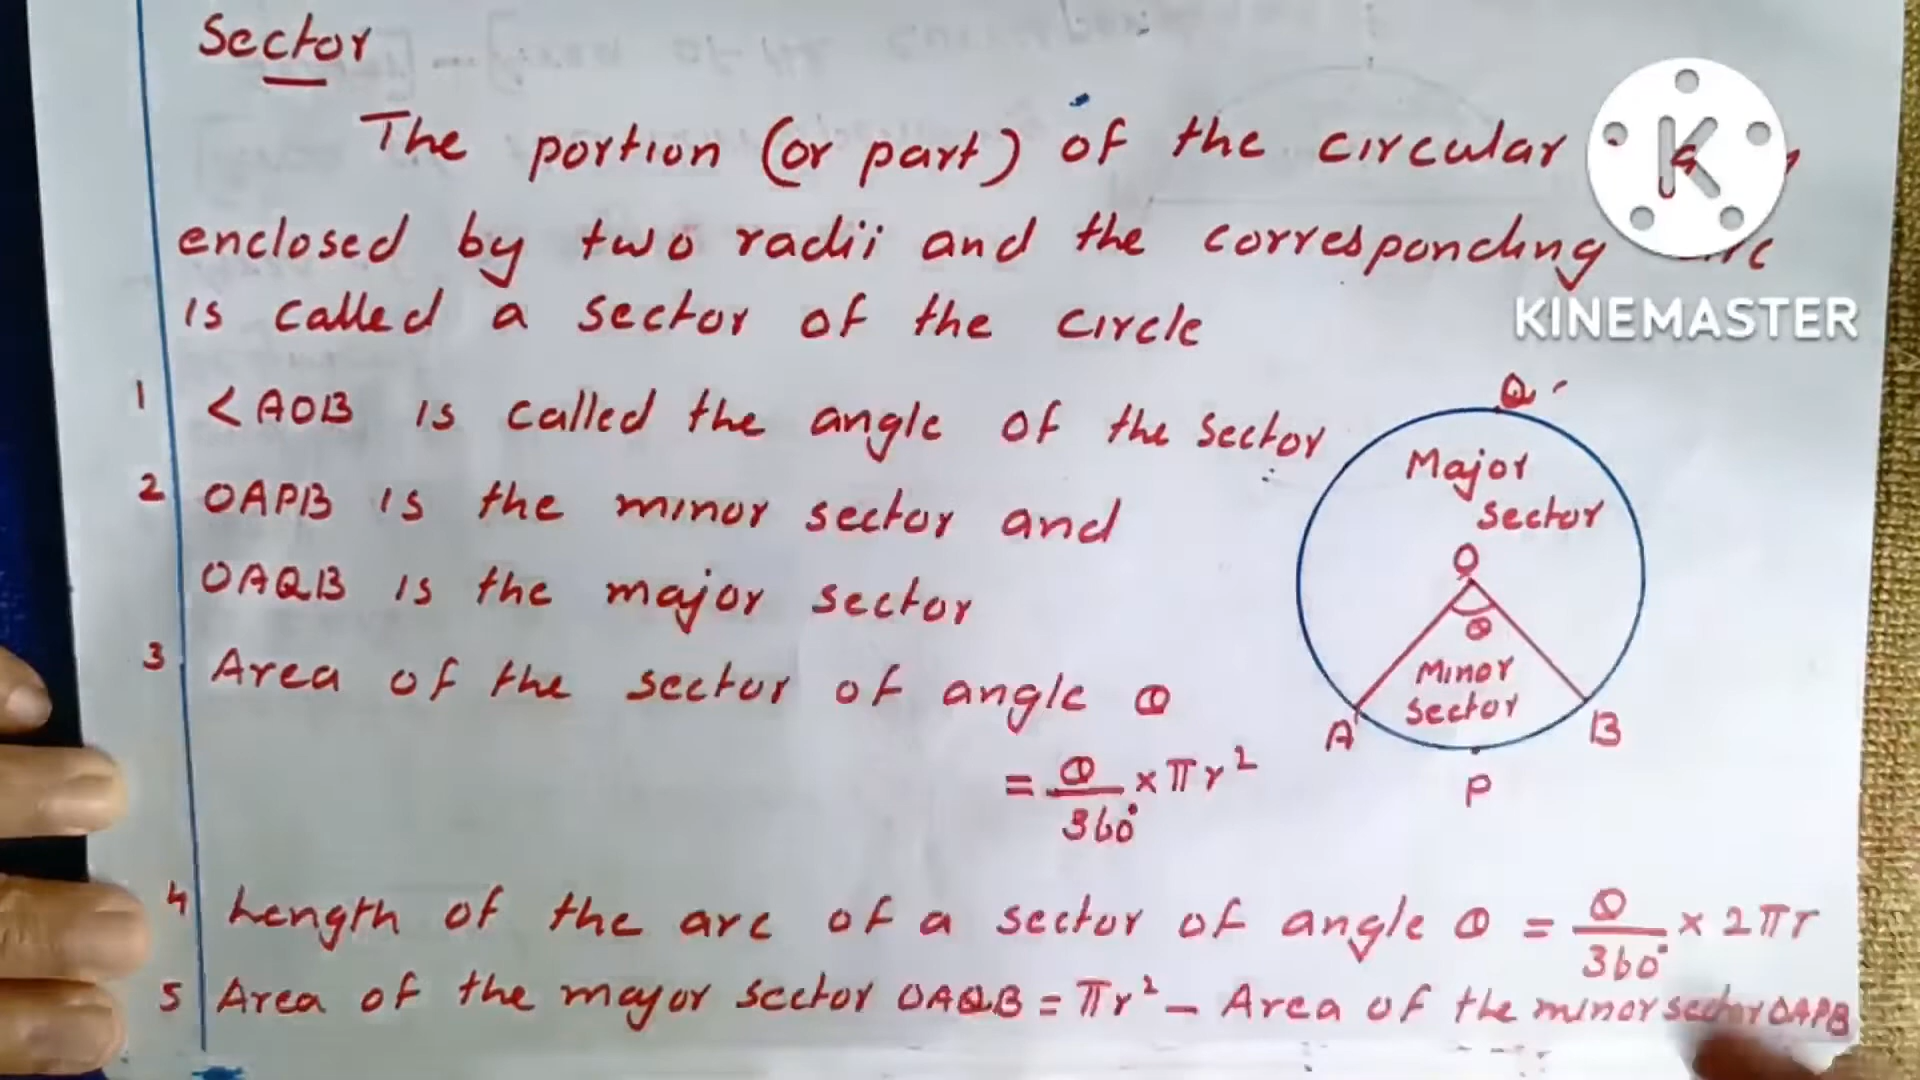 Sector
The portion (or part) of the circular
enclosed by two radii and the corresponding arc
is called a sector of the circle
KINEMASTER
1 <AOB is called the angle of the sector
2 OAPB is the minor sector and
OAQB is the major sector
3 Area of the sector of angle θ
= θ/360° × πr²
4 Length of the arc of a sector of angle θ = θ/360° × 2πr
5 Area of the major sector OAQB = πr² – Area of the minor sector OAPB
Q
Major
sector
O
θ
Minor
sector
A
B
P